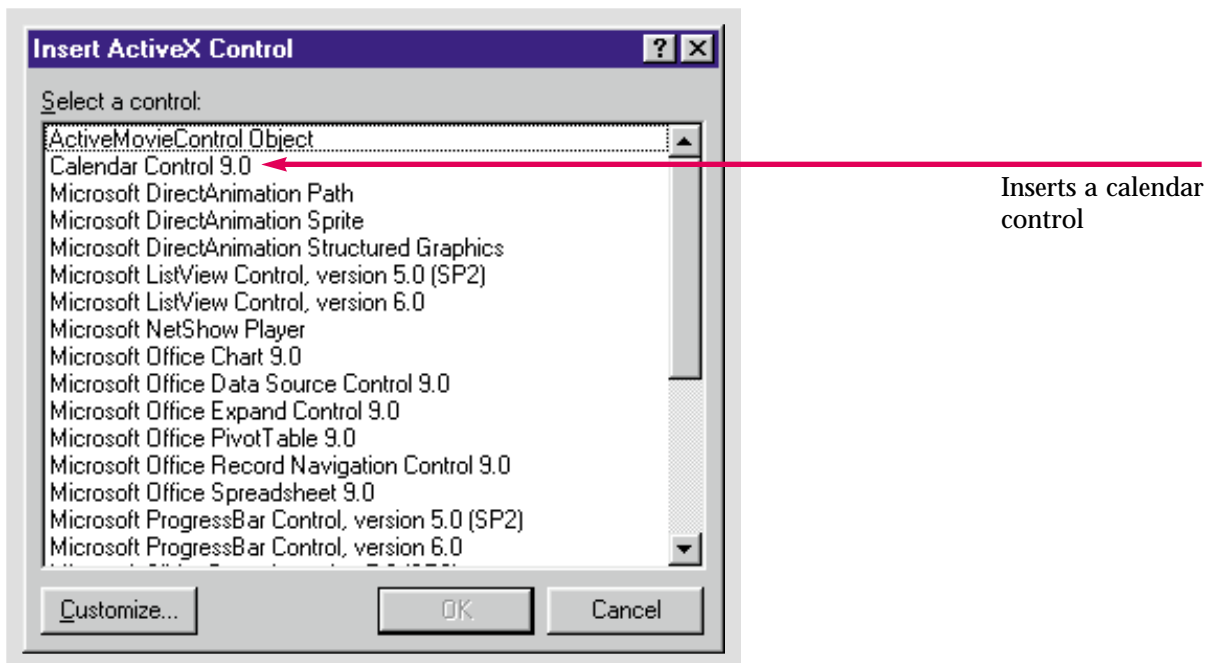 Insert ActiveX Control
Select a control:
ActiveMovieControl Object
Calendar Control 9.0
Inserts a calendar
control
Microsoft DirectAnimation Path
Microsoft DirectAnimation Sprite
Microsoft DirectAnimation Structured Graphics
Microsoft ListView Control, version 5.0 (SP2)
Microsoft ListView Control, version 6.0
Microsoft NetShow Player
Microsoft Office Chart 9.0
Microsoft Office Data Source Control 9.0
Microsoft Office Expand Control 9.0
Microsoft Office PivotTable 9.0
Microsoft Office Record Navigation Control 9.0
Microsoft Office Spreadsheet 9.0
Microsoft ProgressBar Control, version 5.0 (SP2)
Microsoft ProgressBar Control, version 6.0
Customize...
OK
Cancel